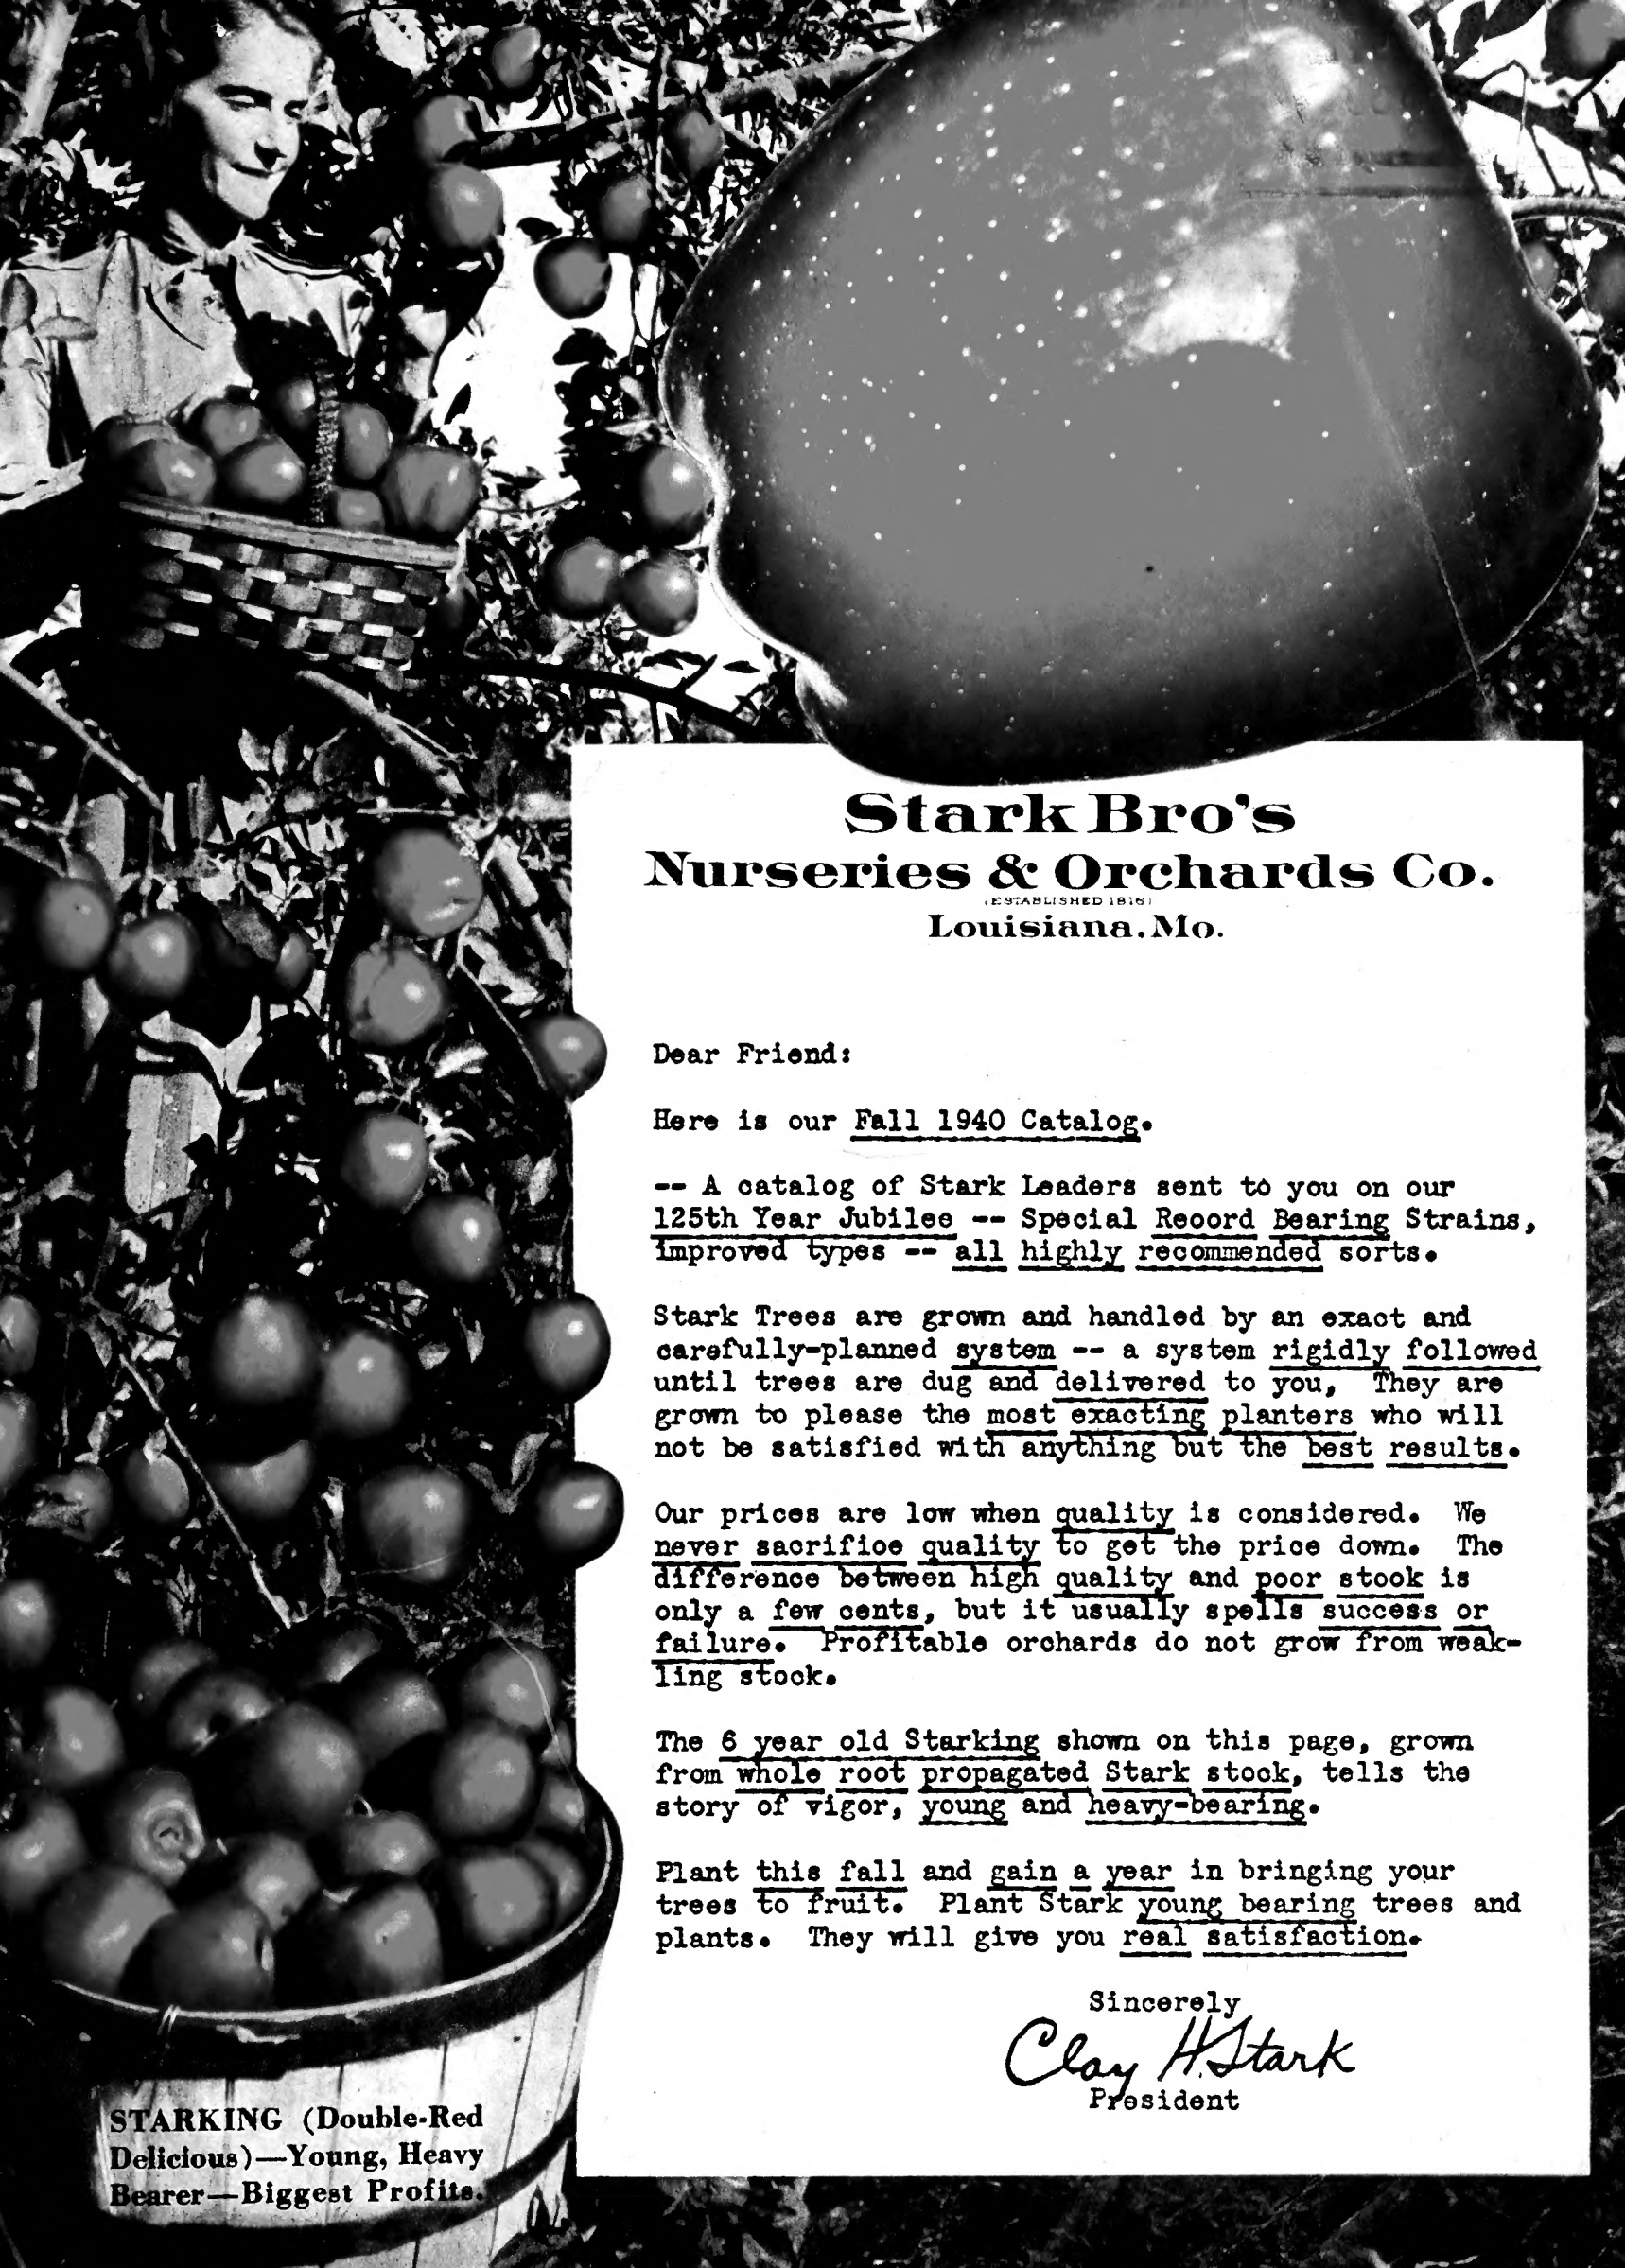 Stark Bro's
Nurseries & Orchards Co.
(ESTABLISHED 1816)
Louisiana, Mo.
Dear Friend:
Here is our Fall 1940 Catalog.
-- A catalog of Stark Leaders sent to you on our
125th Year Jubilee -- Special Record Bearing Strains,
improved types -- all highly recommended sorts.
Stark Trees are grown and handled by an exact and
carefully-planned system -- a system rigidly followed
until trees are dug and delivered to you, They are
grown to please the most exacting planters who will
not be satisfied with anything but the best results.
Our prices are low when quality is considered. We
never sacrifice quality to get the price down. The
difference between high quality and poor stock is
only a few cents, but it usually spells success or
failure. Profitable orchards do not grow from weak-
ling stock.
The 6 year old Starking shown on this page, grown
from whole root propagated Stark stock, tells the
story of vigor, young and heavy-bearing.
Plant this fall and gain a year in bringing your
trees to fruit. Plant Stark young bearing trees and
plants. They will give you real satisfaction.
Sincerely
Clay H. Stark
President
STARKING (Double-Red
Delicious)—Young, Heavy
Bearer—Biggest Profits.